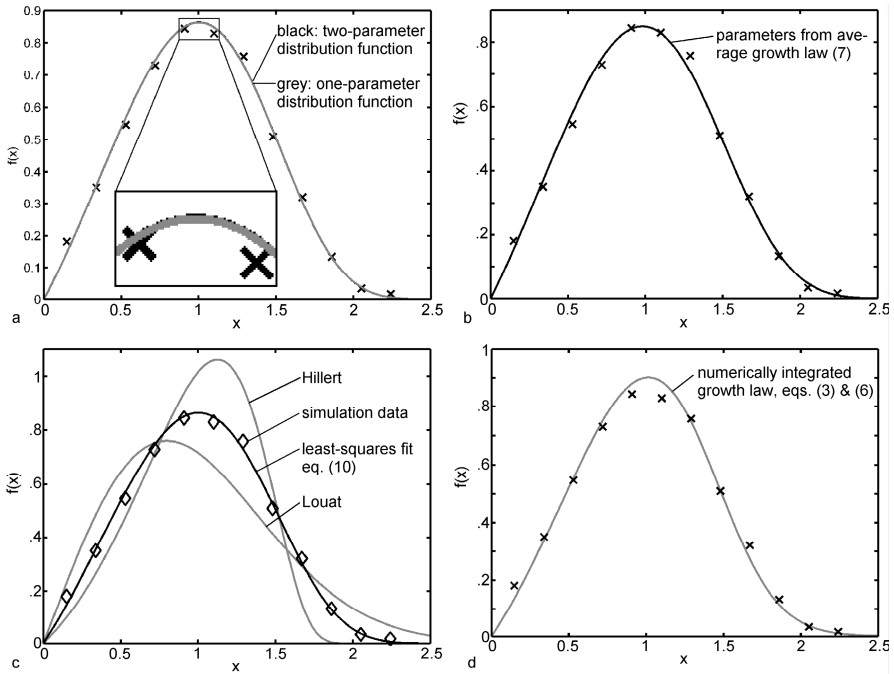 0.9
0.8
0.7
0.6
0.5
0.4
0.3
0.2
0.1
0
f(x)
black: two-parameter
distribution function
grey: one-parameter
distribution function
0
0.5
1.0
1.5
2.0
2.5
x
a
.8
.6
.4
.2
0
f(x)
parameters from ave-
rage growth law (7)
0
0.5
1
1.5
2
2.5
x
b
1
.8
.6
.4
.2
0
f(x)
Hillert
simulation data
least-squares fit
eq. (10)
Louat
0
0.5
1
1.5
2
2.5
x
c
1
.8
.6
.4
.2
0
f(x)
numerically integrated
growth law, eqs. (3) & (6)
0
0.5
1
1.5
2
2.5
x
d